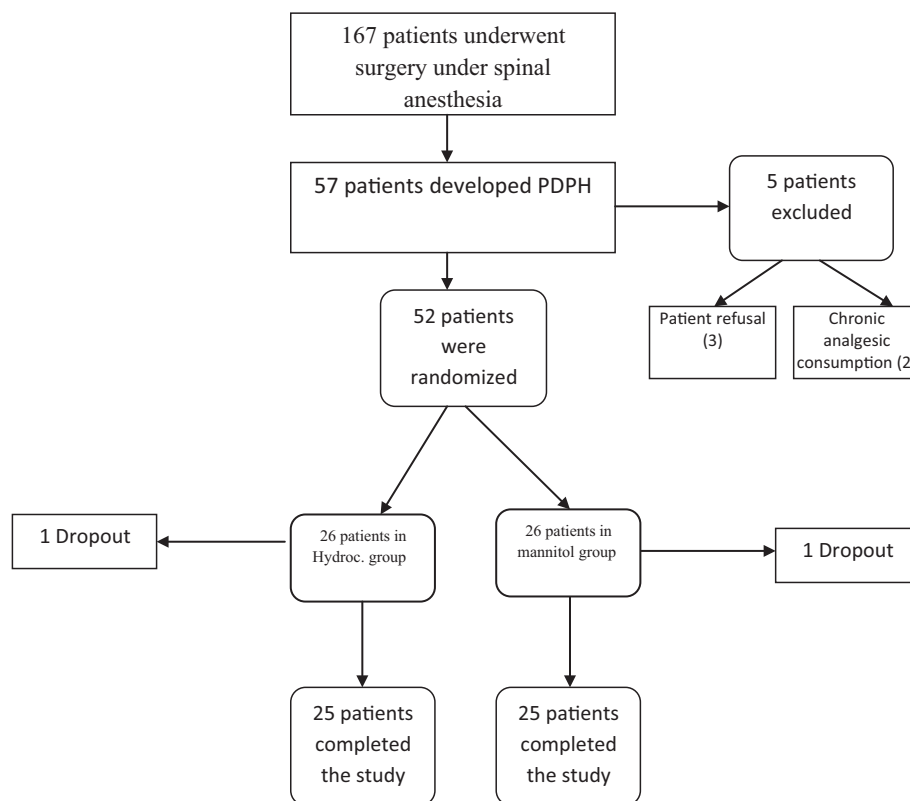 167 patients underwent
surgery under spinal
anesthesia
57 patients developed PDPH
5 patients
excluded
52 patients
were
randomized
Patient refusal
(3)
Chronic
analgesic
consumption (2
1 Dropout
26 patients in
Hydroc. group
26 patients in
mannitol group
1 Dropout
25 patients
completed
the study
25 patients
completed
the study